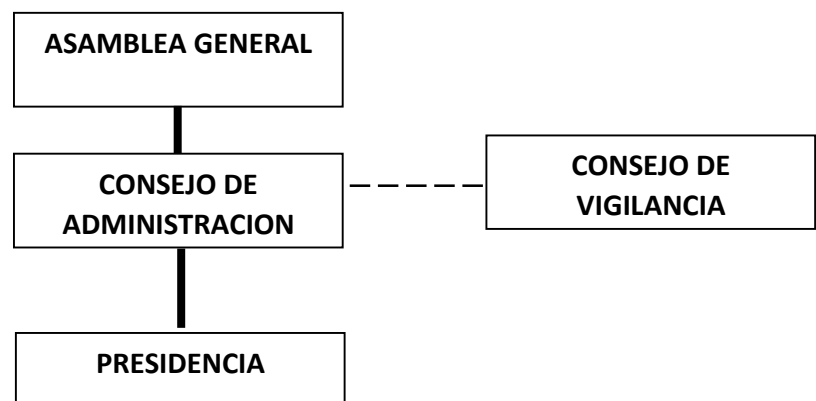 ASAMBLEA GENERAL
CONSEJO DE
ADMINISTRACION
CONSEJO DE
VIGILANCIA
PRESIDENCIA